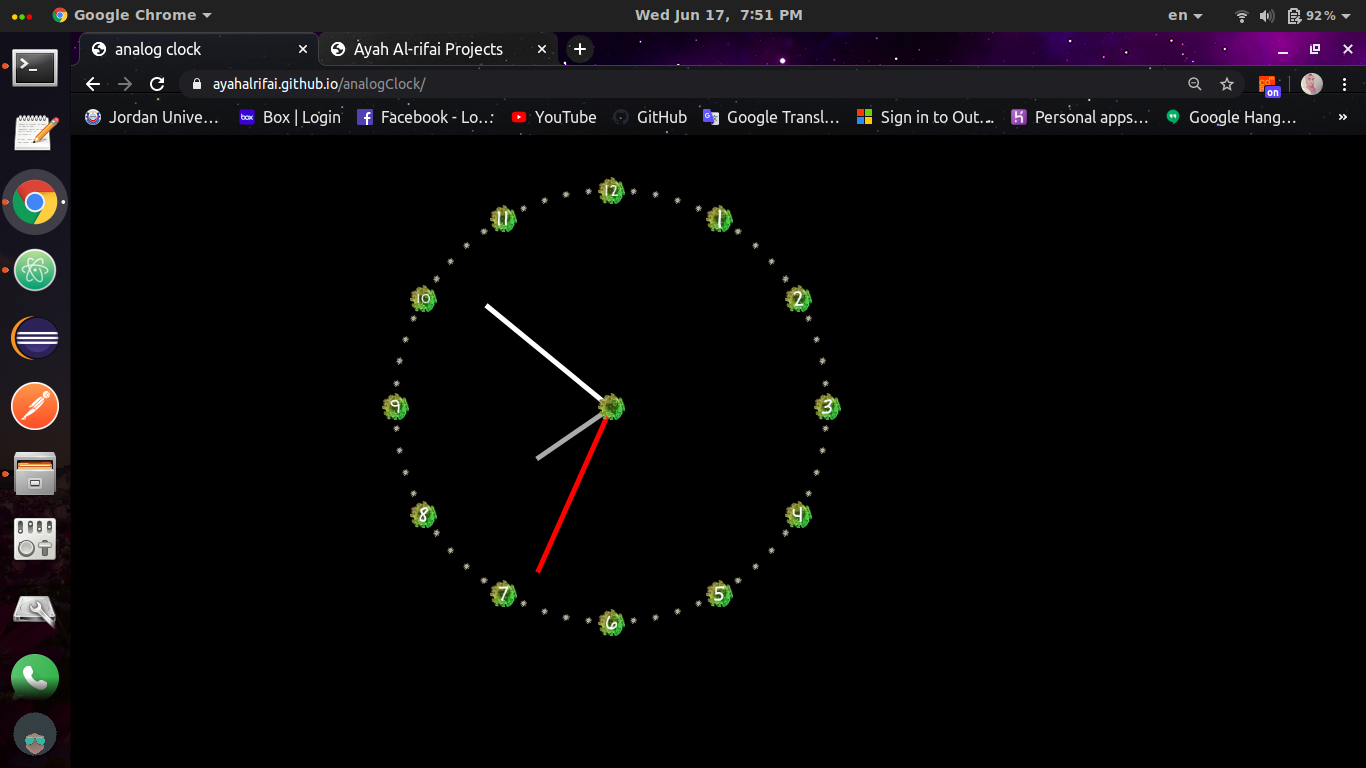 Google Chrome Wed Jun 17, 7:51 PM en 92%
analog clock Ayah Al-rifai Projects
ayahalrifai.github.io/analogClock/
on
Jordan Unive... box Box | Login Facebook - Lo... YouTube GitHub Google Transl... Sign in to Out... Personal apps... Google Hang... »
12
11 1
10 2
9 3
8 4
7 5
6